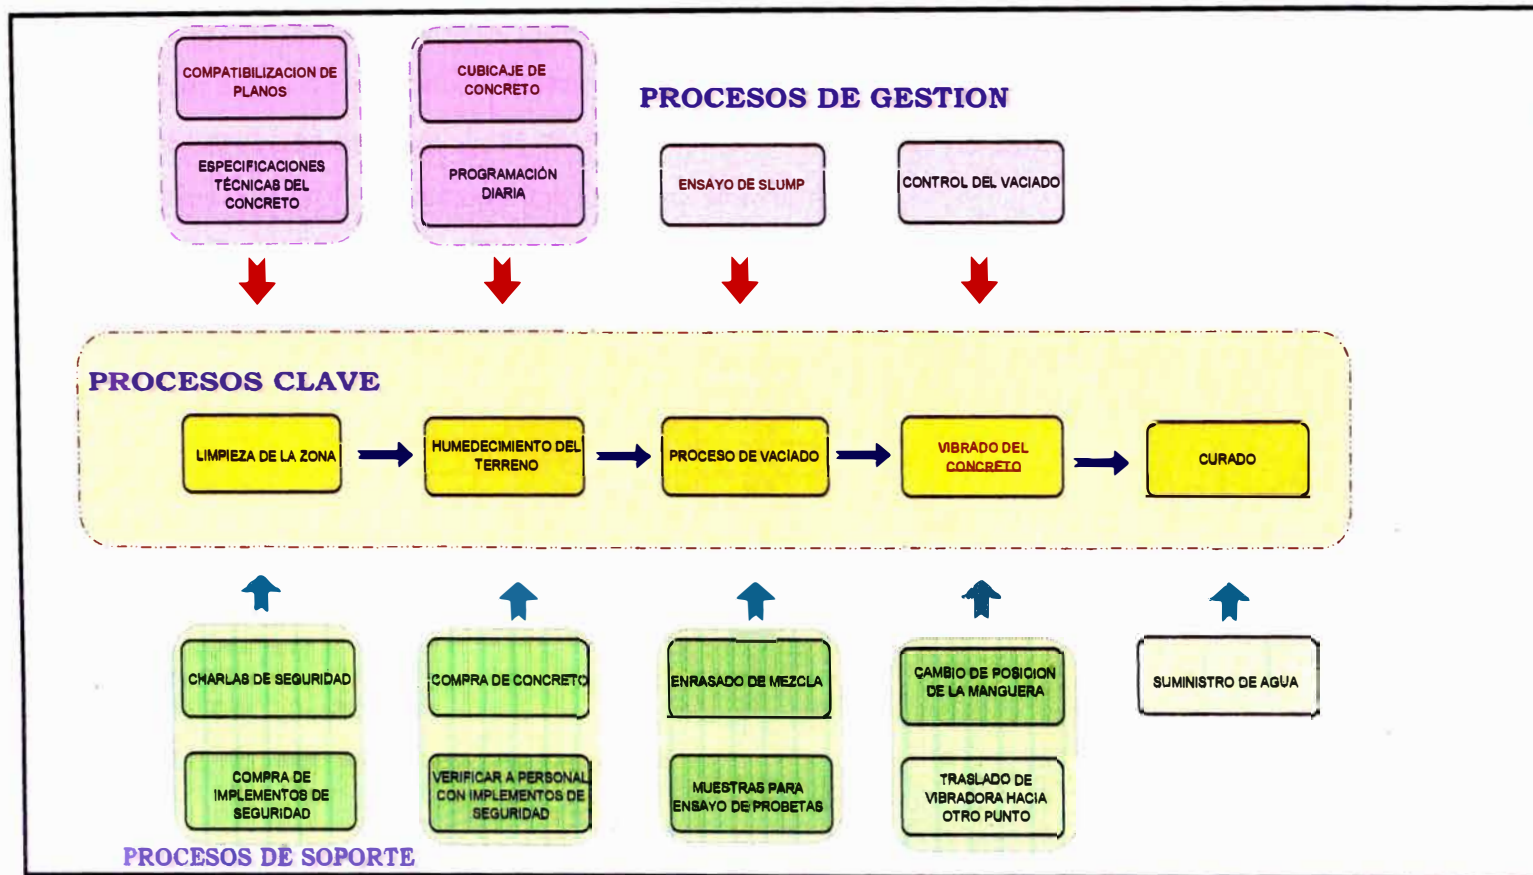 COMPATIBILIZACION DE
PLANOS
CUBICAJE DE
CONCRETO
PROCESOS DE GESTION
ESPECIFICACIONES
TÉCNICAS DEL
CONCRETO
PROGRAMACIÓN
DIARIA
ENSAYO DE SLUMP
CONTROL DEL VACIADO
PROCESOS CLAVE
LIMPIEZA DE LA ZONA
HUMEDECIMIENTO DEL
TERRENO
PROCESO DE VACIADO
VIBRADO DEL
CONCRETO
CURADO
CHARLAS DE SEGURIDAD
COMPRA DE CONCRETO
ENRASADO DE MEZCLA
CAMBIO DE POSICION
DE LA MANGUERA
SUMINISTRO DE AGUA
COMPRA DE
IMPLEMENTOS DE
SEGURIDAD
VERIFICAR A PERSONAL
CON IMPLEMENTOS DE
SEGURIDAD
MUESTRAS PARA
ENSAYO DE PROBETAS
TRASLADO DE
VIBRADORA HACIA
OTRO PUNTO
PROCESOS DE SOPORTE